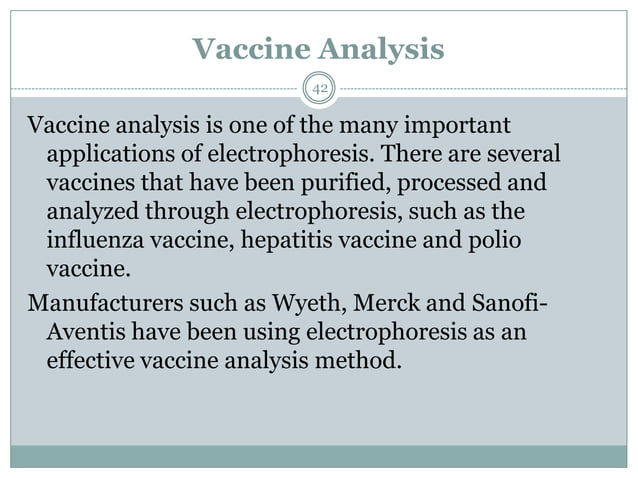 Vaccine Analysis
42
Vaccine analysis is one of the many important
applications of electrophoresis. There are several
vaccines that have been purified, processed and
analyzed through electrophoresis, such as the
influenza vaccine, hepatitis vaccine and polio
vaccine.
Manufacturers such as Wyeth, Merck and Sanofi-
Aventis have been using electrophoresis as an
effective vaccine analysis method.